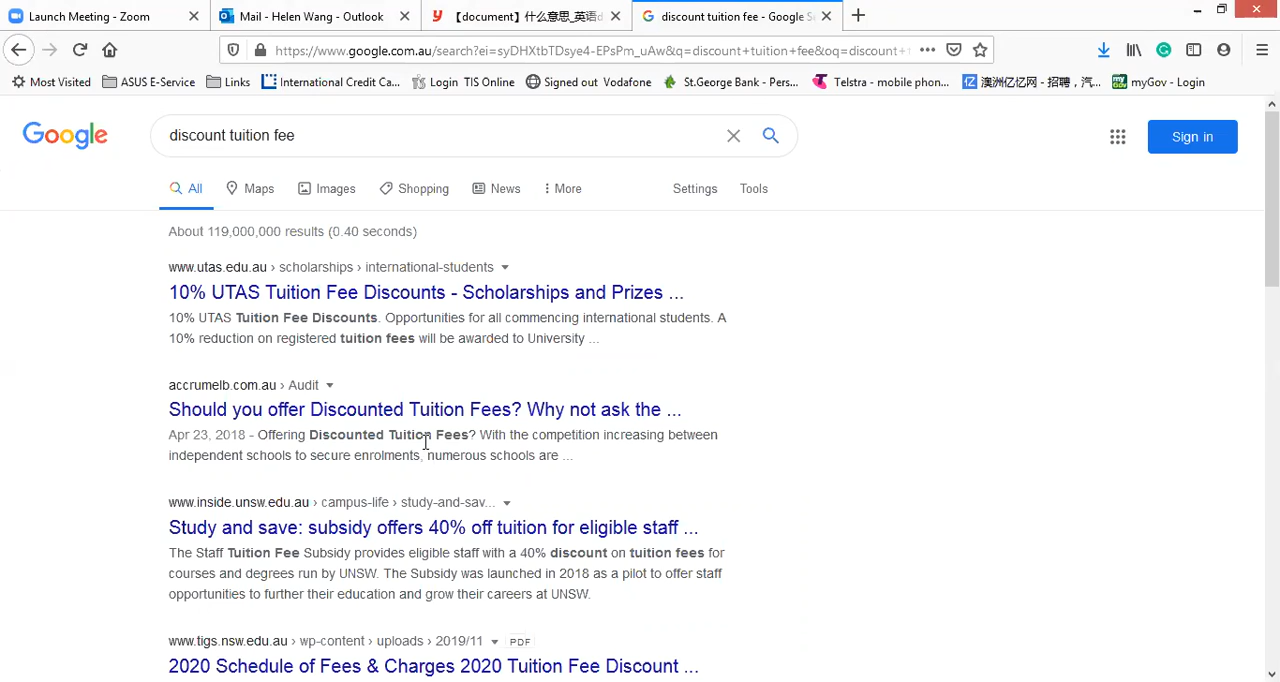 Launch Meeting - Zoom
Mail - Helen Wang - Outlook
【document】什么意思_英语d
discount tuition fee - Google S
https://www.google.com.au/search?ei=syDHXtbTDsye4-EPsPm_uAw&q=discount+tuition+fee&oq=discount+
Most Visited
ASUS E-Service
Links
International Credit Ca...
Login TIS Online
Signed out Vodafone
St.George Bank - Pers...
Telstra - mobile phon...
澳洲亿忆网 - 招聘，汽...
myGov - Login
Google
discount tuition fee
Sign in
All
Maps
Images
Shopping
News
More
Settings
Tools
About 119,000,000 results (0.40 seconds)
www.utas.edu.au › scholarships › international-students
10% UTAS Tuition Fee Discounts - Scholarships and Prizes ...
10% UTAS Tuition Fee Discounts. Opportunities for all commencing international students. A
10% reduction on registered tuition fees will be awarded to University ...
accrumelb.com.au › Audit
Should you offer Discounted Tuition Fees? Why not ask the ...
Apr 23, 2018 - Offering Discounted Tuition Fees? With the competition increasing between
independent schools to secure enrolments, numerous schools are ...
www.inside.unsw.edu.au › campus-life › study-and-sav...
Study and save: subsidy offers 40% off tuition for eligible staff ...
The Staff Tuition Fee Subsidy provides eligible staff with a 40% discount on tuition fees for
courses and degrees run by UNSW. The Subsidy was launched in 2018 as a pilot to offer staff
opportunities to further their education and grow their careers at UNSW.
www.tigs.nsw.edu.au › wp-content › uploads › 2019/11
PDF
2020 Schedule of Fees & Charges 2020 Tuition Fee Discount ...